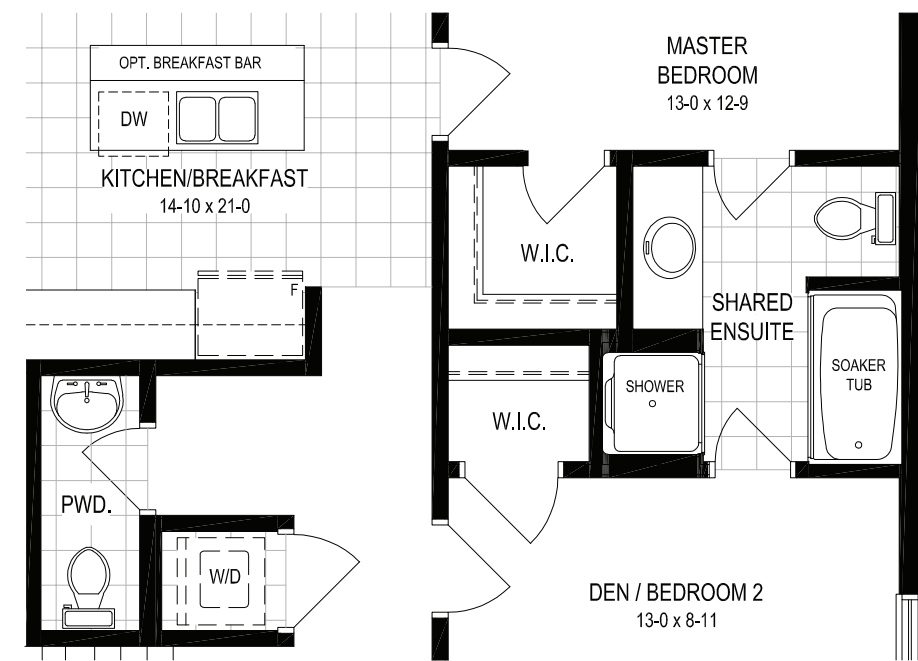 OPT. BREAKFAST BAR
DW
KITCHEN/BREAKFAST
14-10 x 21-0
F
MASTER
BEDROOM
13-0 x 12-9
W.I.C.
SHARED
ENSUITE
SOAKER
TUB
SHOWER
W.I.C.
PWD.
W/D
DEN / BEDROOM 2
13-0 x 8-11